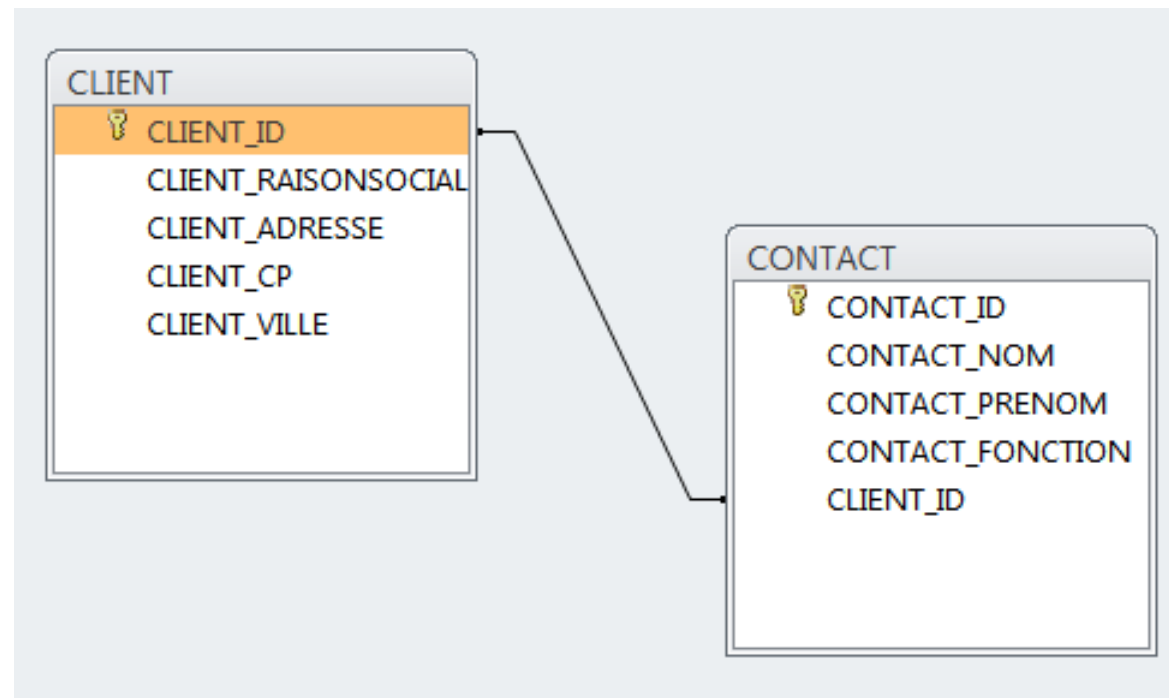 CLIENT
CLIENT_ID
CLIENT_RAISONSOCIAL
CLIENT_ADRESSE
CLIENT_CP
CLIENT_VILLE
CONTACT
CONTACT_ID
CONTACT_NOM
CONTACT_PRENOM
CONTACT_FONCTION
CLIENT_ID